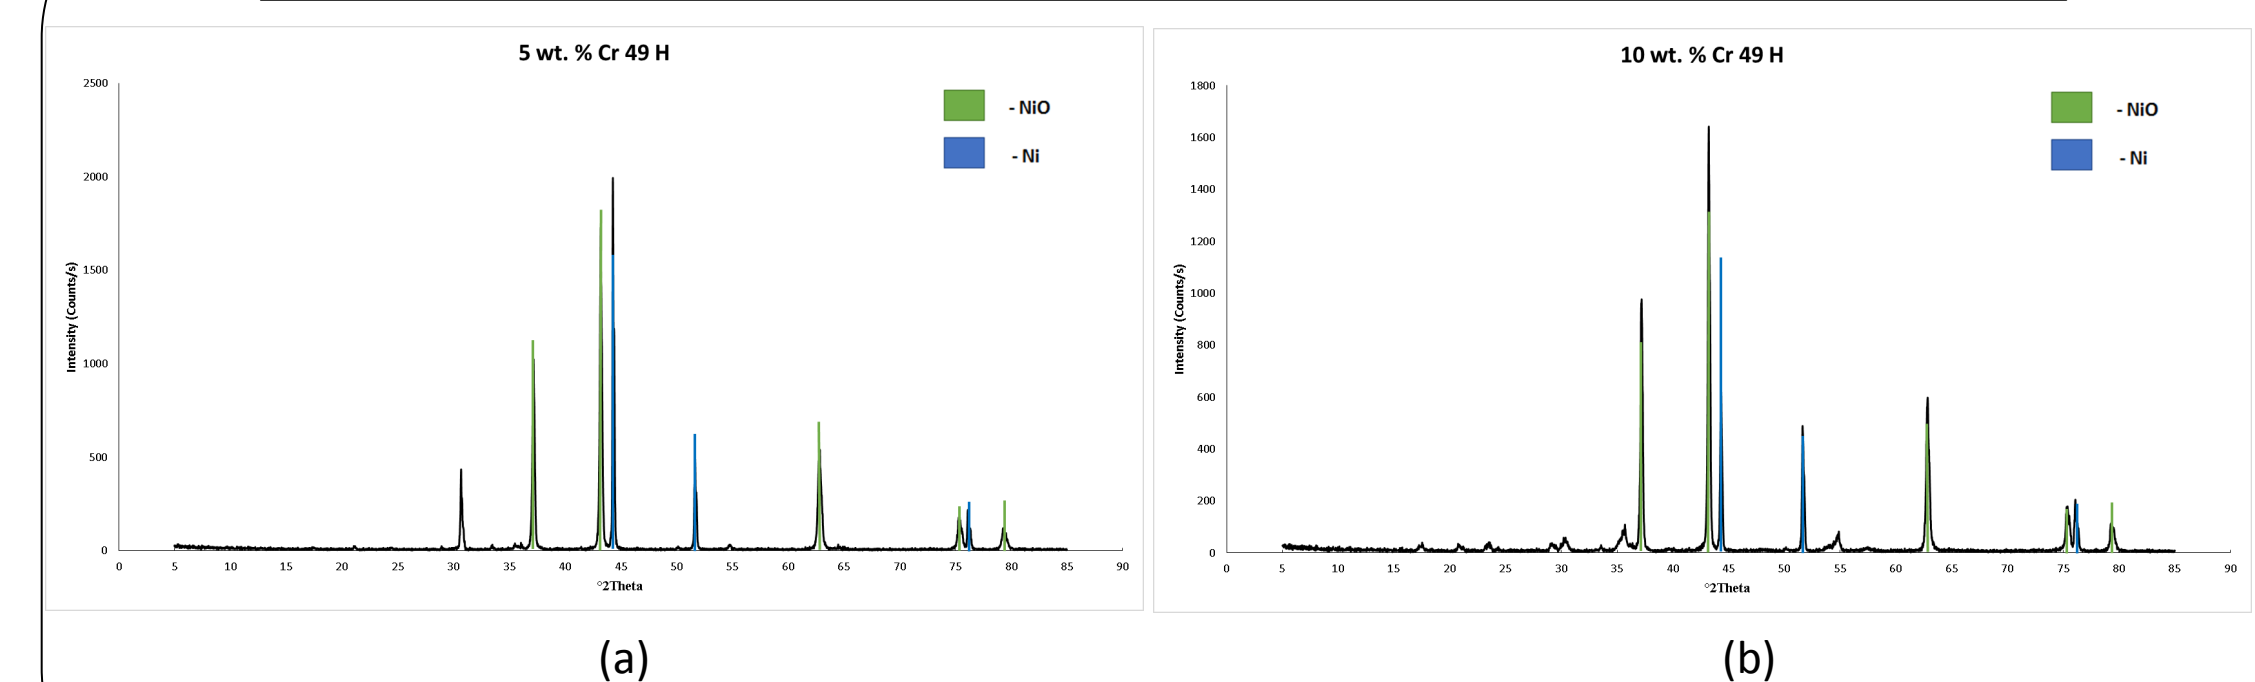 5 wt. % Cr 49 H
2500
2000
1500
1000
500
0
Intensity (Counts/s)
- NiO
- Ni
0 5 10 15 20 25 30 35 40 45 50 55 60 65 70 75 80 85 90
°2Theta
(a)
10 wt. % Cr 49 H
1800
1600
1400
1200
1000
800
600
400
200
0
Intensity (Counts/s)
- NiO
- Ni
0 5 10 15 20 25 30 35 40 45 50 55 60 65 70 75 80 85 90
°2Theta
(b)